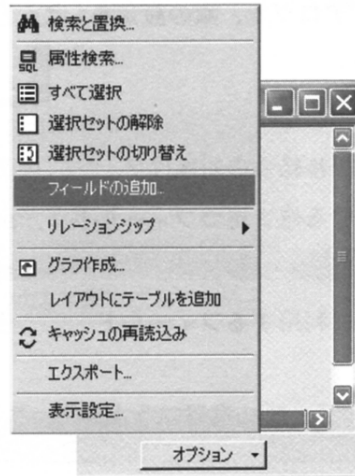 検索と置換...
SQL 属性検索...
すべて選択
選択セットの解除
選択セットの切り替え
フィールドの追加...
リレーションシップ
グラフ作成...
レイアウトにテーブルを追加
キャッシュの再読込み
エクスポート...
表示設定...
オプション